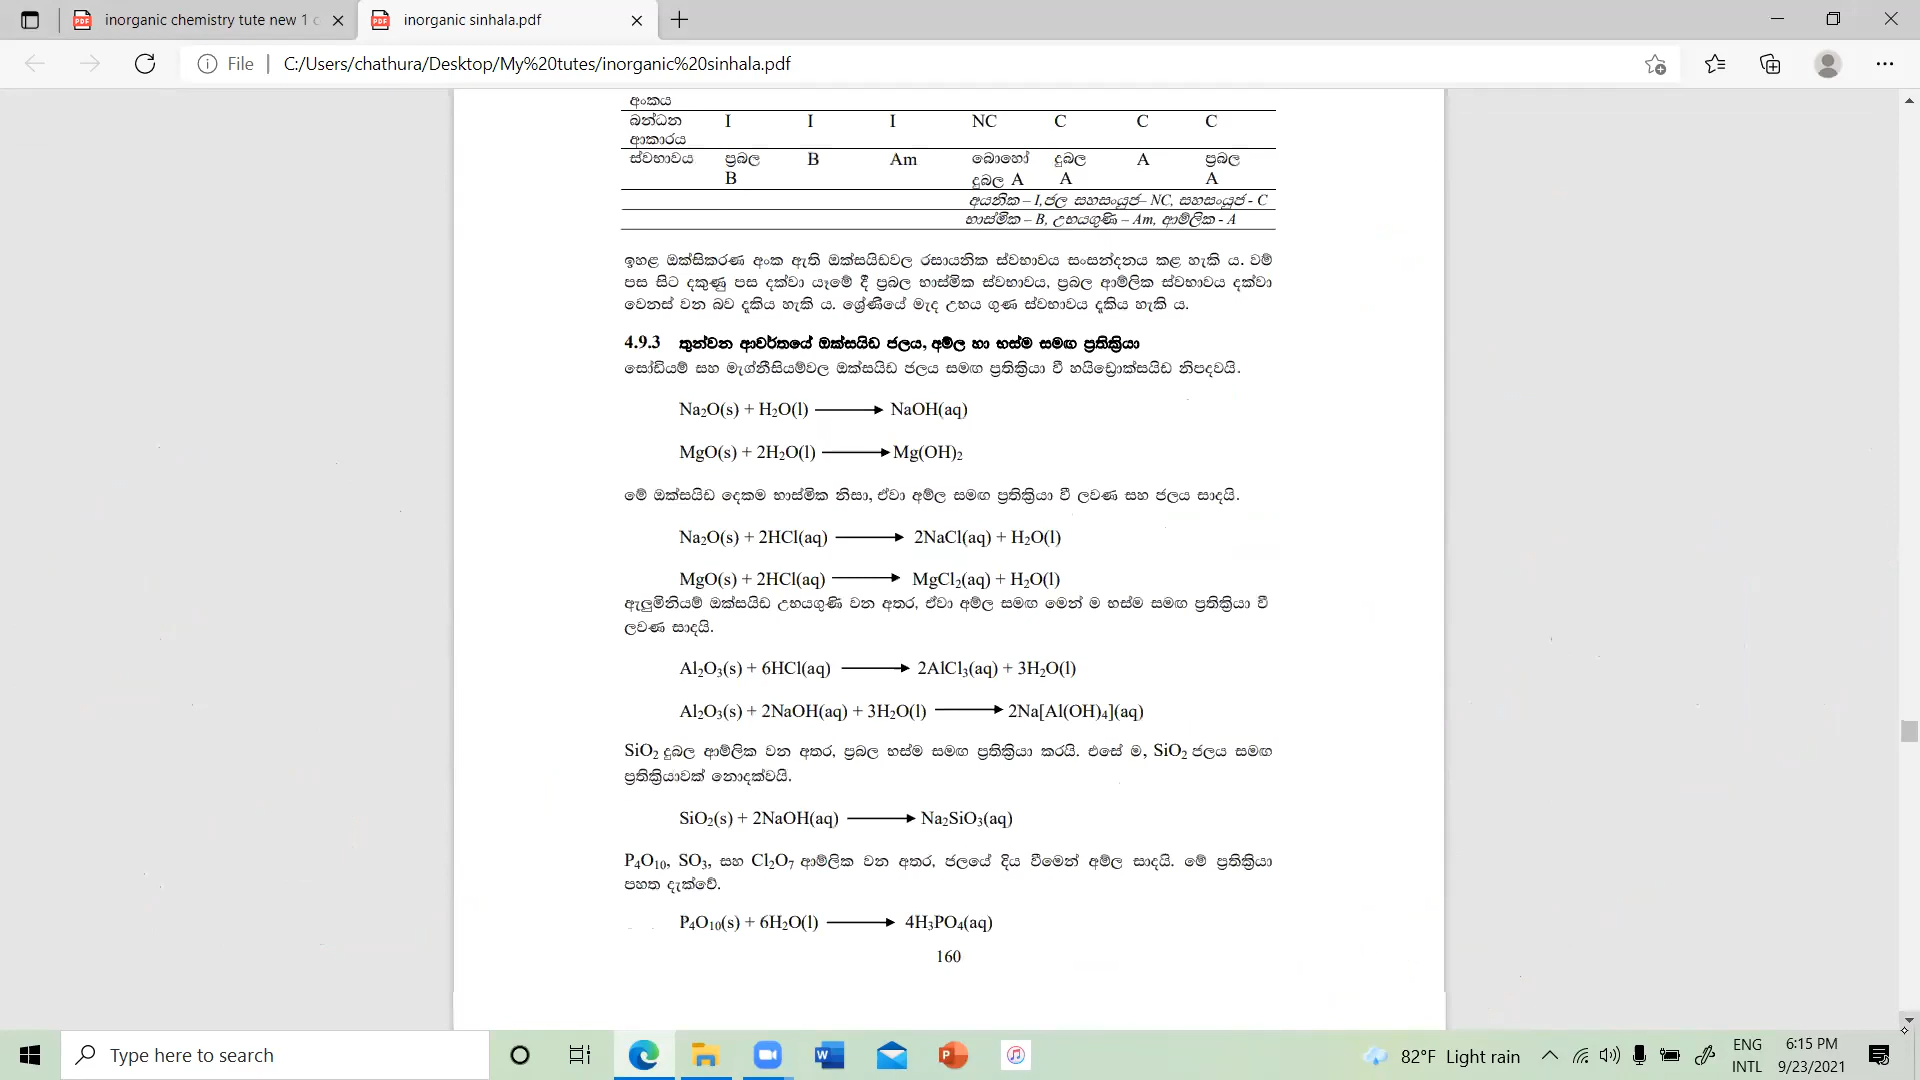 inorganic chemistry tute new 1 c
inorganic sinhala.pdf
File
C:/Users/chathura/Desktop/My%20tutes/inorganic%20sinhala.pdf
අංකය
බන්ධන I I I NC C C C
ආකාරය
ස්වභාවය ප්‍රබල B Am බොහෝ දුබල A ප්‍රබල
B දුබල A A A
අයනික – I,ජල සහසංයුජ– NC, සහසංයුජ - C
භාස්මික – B, උභයගුණි – Am, ආම්ලික - A
ඉහළ ඔක්සිකරණ අංක ඇති ඔක්සයිඩවල රසායනික ස්වභාවය සංසන්දනය කළ හැකි ය. වම්
පස සිට දකුණු පස දක්වා යෑමේ දී ප්‍රබල භාස්මික ස්වභාවය, ප්‍රබල ආම්ලික ස්වභාවය දක්වා
වෙනස් වන බව දැකිය හැකි ය. ශ්‍රේණියේ මැද උභය ගුණ ස්වභාවය දැකිය හැකි ය.
4.9.3 තුන්වන ආවර්තයේ ඔක්සයිඩ ජලය, අම්ල හා භස්ම සමඟ ප්‍රතික්‍රියා
සෝඩියම් සහ මැග්නීසියම්වල ඔක්සයිඩ ජලය සමඟ ප්‍රතික්‍රියා වී හයිඩ්‍රොක්සයිඩ නිපදවයි.
Na₂O(s) + H₂O(l) ⟶ NaOH(aq)
MgO(s) + 2H₂O(l) ⟶ Mg(OH)₂
මේ ඔක්සයිඩ දෙකම භාස්මික නිසා, ඒවා අම්ල සමඟ ප්‍රතික්‍රියා වී ලවණ සහ ජලය සාදයි.
Na₂O(s) + 2HCl(aq) ⟶ 2NaCl(aq) + H₂O(l)
MgO(s) + 2HCl(aq) ⟶ MgCl₂(aq) + H₂O(l)
ඇලුමිනියම් ඔක්සයිඩ උභයගුණි වන අතර, ඒවා අම්ල සමඟ මෙන් ම භස්ම සමඟ ප්‍රතික්‍රියා වී
ලවණ සාදයි.
Al₂O₃(s) + 6HCl(aq) ⟶ 2AlCl₃(aq) + 3H₂O(l)
Al₂O₃(s) + 2NaOH(aq) + 3H₂O(l) ⟶ 2Na[Al(OH)₄](aq)
SiO₂ දුබල ආම්ලික වන අතර, ප්‍රබල භස්ම සමඟ ප්‍රතික්‍රියා කරයි. එසේ ම, SiO₂ ජලය සමඟ
ප්‍රතික්‍රියාවක් නොදක්වයි.
SiO₂(s) + 2NaOH(aq) ⟶ Na₂SiO₃(aq)
P₄O₁₀, SO₃, සහ Cl₂O₇ ආම්ලික වන අතර, ජලයේ දිය වීමෙන් අම්ල සාදයි. මේ ප්‍රතික්‍රියා
පහත දැක්වේ.
P₄O₁₀(s) + 6H₂O(l) ⟶ 4H₃PO₄(aq)
160
Type here to search
82°F Light rain
ENG
INTL
6:15 PM
9/23/2021